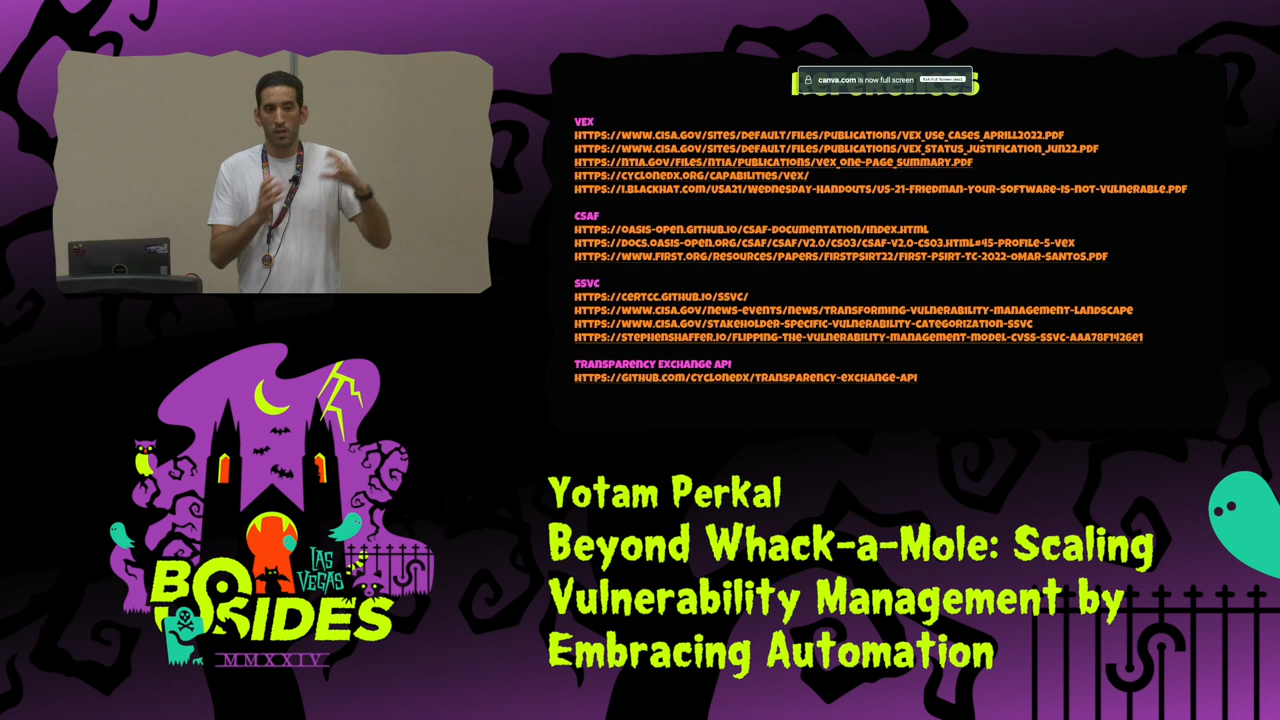 canva.com is now full screen
References
VEX
HTTPS://WWW.CISA.GOV/SITES/DEFAULT/FILES/PUBLICATIONS/VEX_USE_CASES_APRILL2022.PDF
HTTPS://WWW.CISA.GOV/SITES/DEFAULT/FILES/PUBLICATIONS/VEX_STATUS_JUSTIFICATION_JUN22.PDF
HTTPS://NTIA.GOV/FILES/NTIA/PUBLICATIONS/VEX_ONE-PAGE_SUMMARY.PDF
HTTPS://CYCLONEDX.ORG/CAPABILITIES/VEX/
HTTPS://I.BLACKHAT.COM/USA21/WEDNESDAY-HANDOUTS/US-21-FRIEDMAN-YOUR-SOFTWARE-IS-NOT-VULNERABLE.PDF
CSAF
HTTPS://OASIS-OPEN.GITHUB.IO/CSAF-DOCUMENTATION/INDEX.HTML
HTTPS://DOCS.OASIS-OPEN.ORG/CSAF/CSAF/V2.0/CS03/CSAF-V2.0-CS03.HTML#45-PROFILE-5-VEX
HTTPS://WWW.FIRST.ORG/RESOURCES/PAPERS/FIRSTPSIRT22/FIRST-PSIRT-TC-2022-OMAR-SANTOS.PDF
SSVC
HTTPS://CERTCC.GITHUB.IO/SSVC/
HTTPS://WWW.CISA.GOV/NEWS-EVENTS/NEWS/TRANSFORMING-VULNERABILITY-MANAGEMENT-LANDSCAPE
HTTPS://WWW.CISA.GOV/STAKEHOLDER-SPECIFIC-VULNERABILITY-CATEGORIZATION-SSVC
HTTPS://STEPHENSHAFFER.IO/FLIPPING-THE-VULNERABILITY-MANAGEMENT-MODEL-CVSS-SSVC-AAA78F1426E1
TRANSPARENCY EXCHANGE API
HTTPS://GITHUB.COM/CYCLONEDX/TRANSPARENCY-EXCHANGE-API
LAS
VEGAS
BSIDES
MMXXIV
Yotam Perkal
Beyond Whack-a-Mole: Scaling
Vulnerability Management by
Embracing Automation